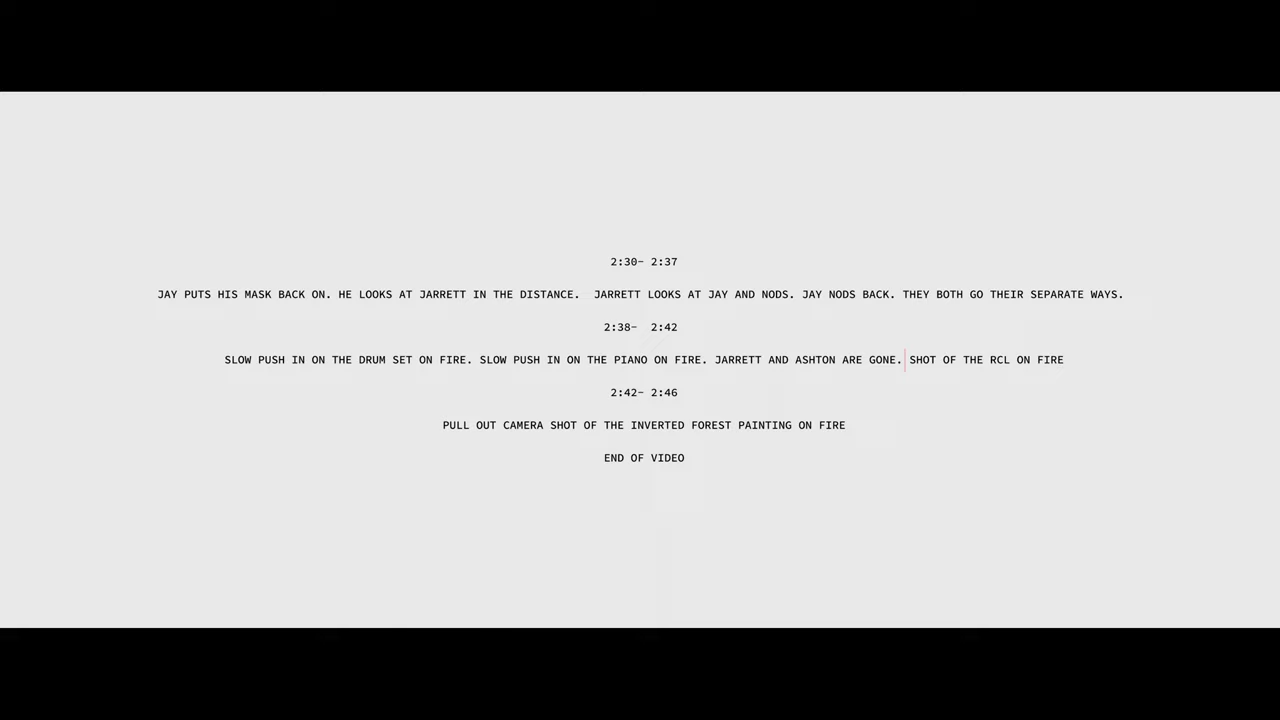 2:30- 2:37
JAY PUTS HIS MASK BACK ON. HE LOOKS AT JARRETT IN THE DISTANCE.  JARRETT LOOKS AT JAY AND NODS. JAY NODS BACK. THEY BOTH GO THEIR SEPARATE WAYS.
2:38-  2:42
SLOW PUSH IN ON THE DRUM SET ON FIRE. SLOW PUSH IN ON THE PIANO ON FIRE. JARRETT AND ASHTON ARE GONE. SHOT OF THE RCL ON FIRE
2:42- 2:46
PULL OUT CAMERA SHOT OF THE INVERTED FOREST PAINTING ON FIRE
END OF VIDEO